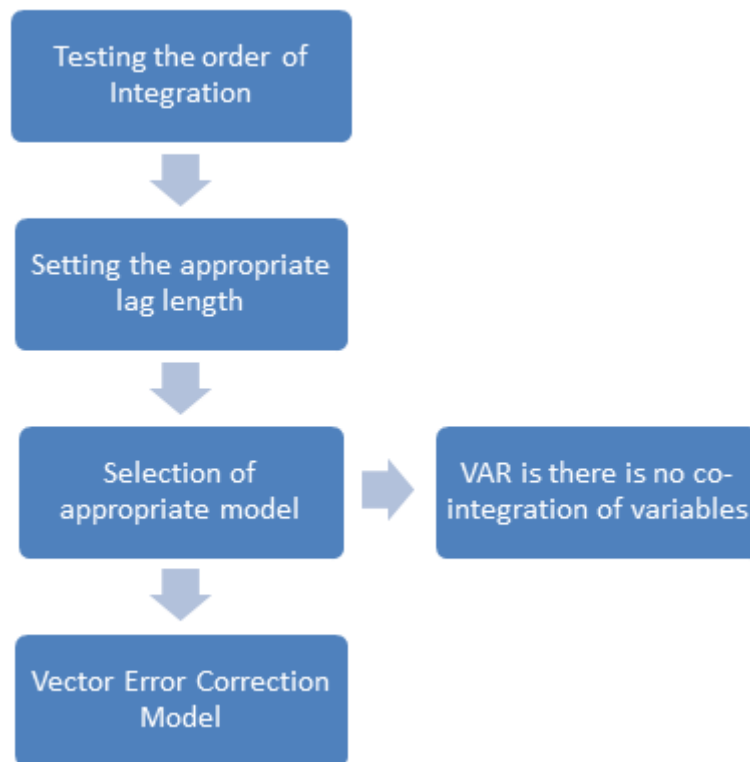 Testing the order of
Integration
Setting the appropriate
lag length
Selection of
appropriate model
VAR is there is no co-
integration of variables
Vector Error Correction
Model